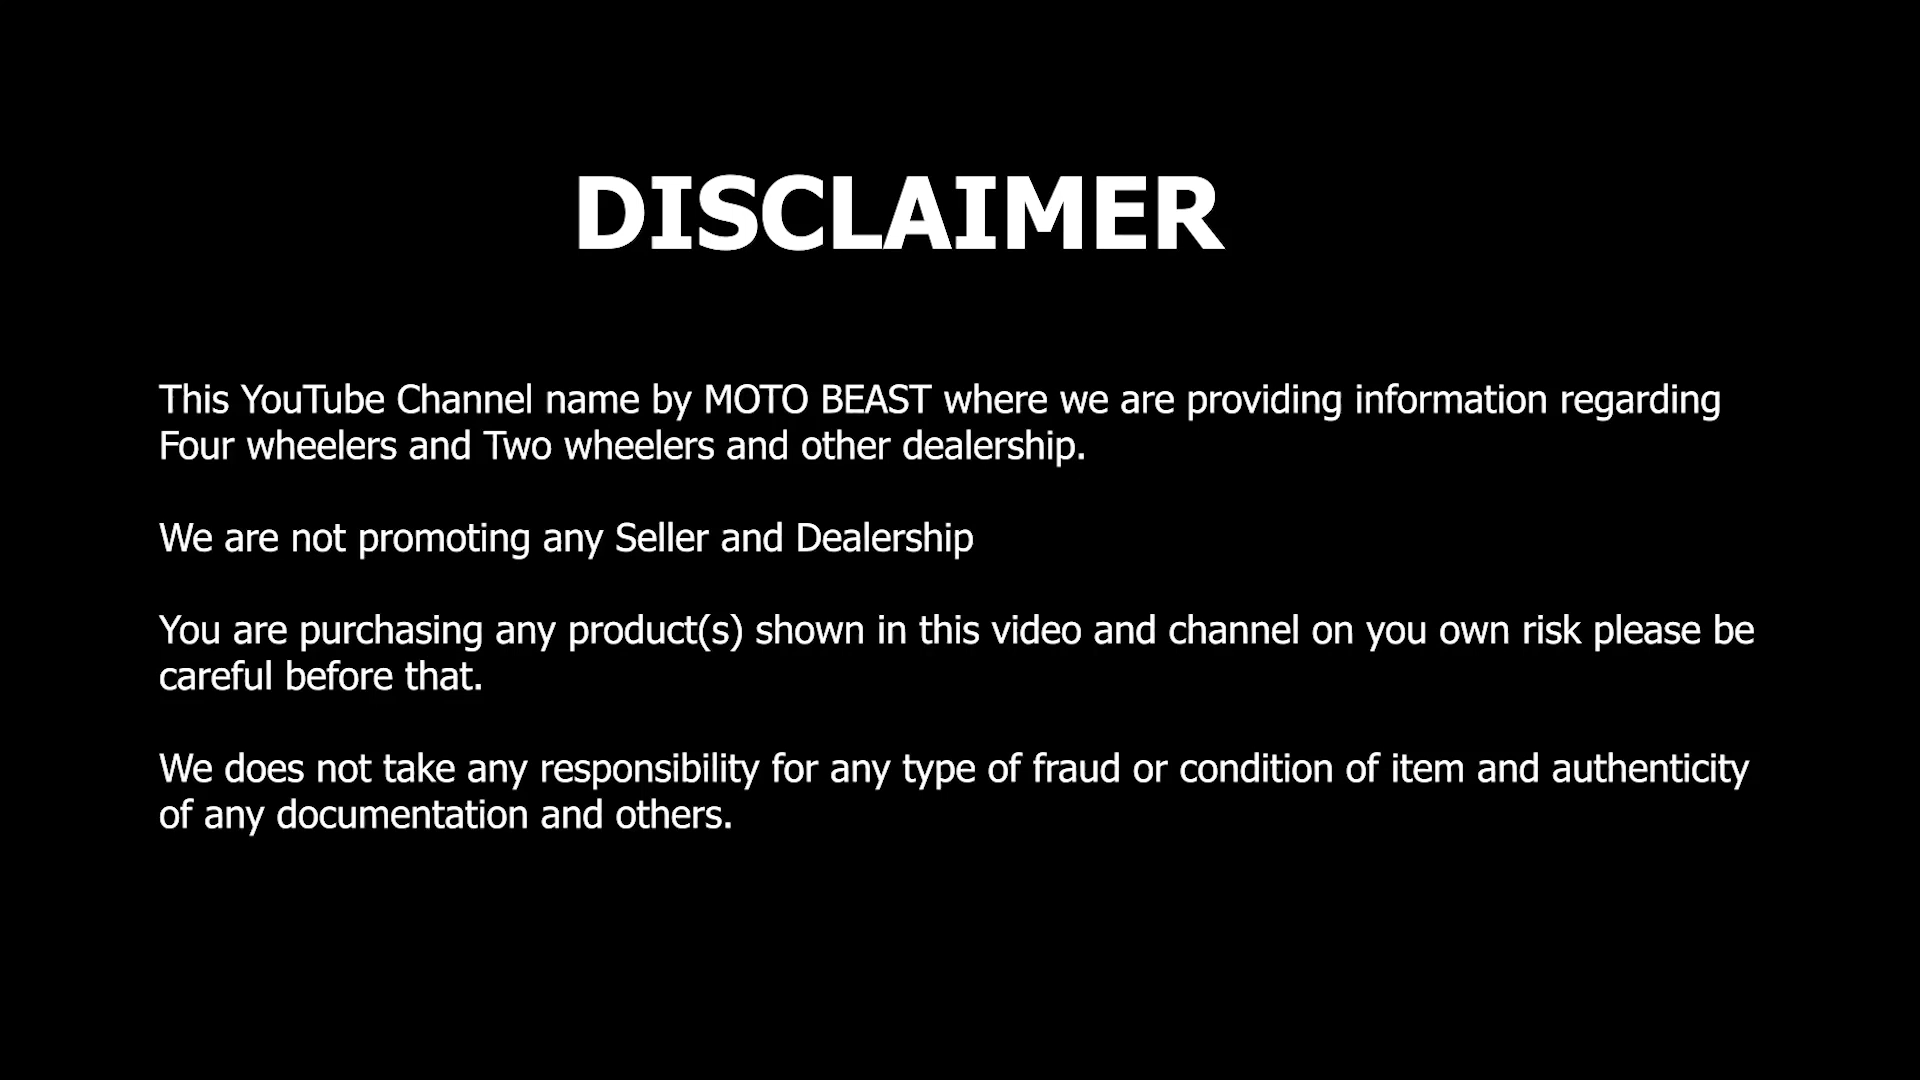 DISCLAIMER
This YouTube Channel name by MOTO BEAST where we are providing information regarding
Four wheelers and Two wheelers and other dealership.
We are not promoting any Seller and Dealership
You are purchasing any product(s) shown in this video and channel on you own risk please be
careful before that.
We does not take any responsibility for any type of fraud or condition of item and authenticity
of any documentation and others.